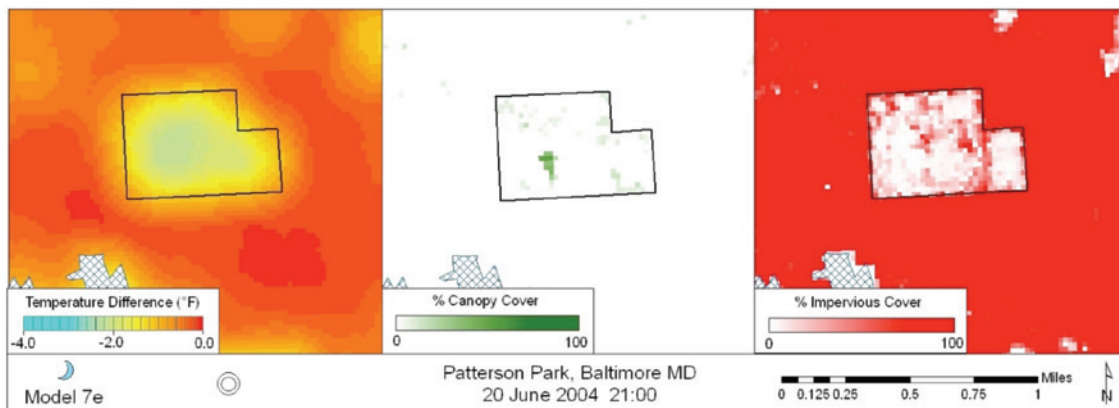 Temperature Difference (°F)
-4.0 -2.0 0.0
% Canopy Cover
0 100
% Impervious Cover
0 100
Model 7e
Patterson Park, Baltimore MD
20 June 2004 21:00
Miles
0 0.125 0.25 0.5 0.75 1
N